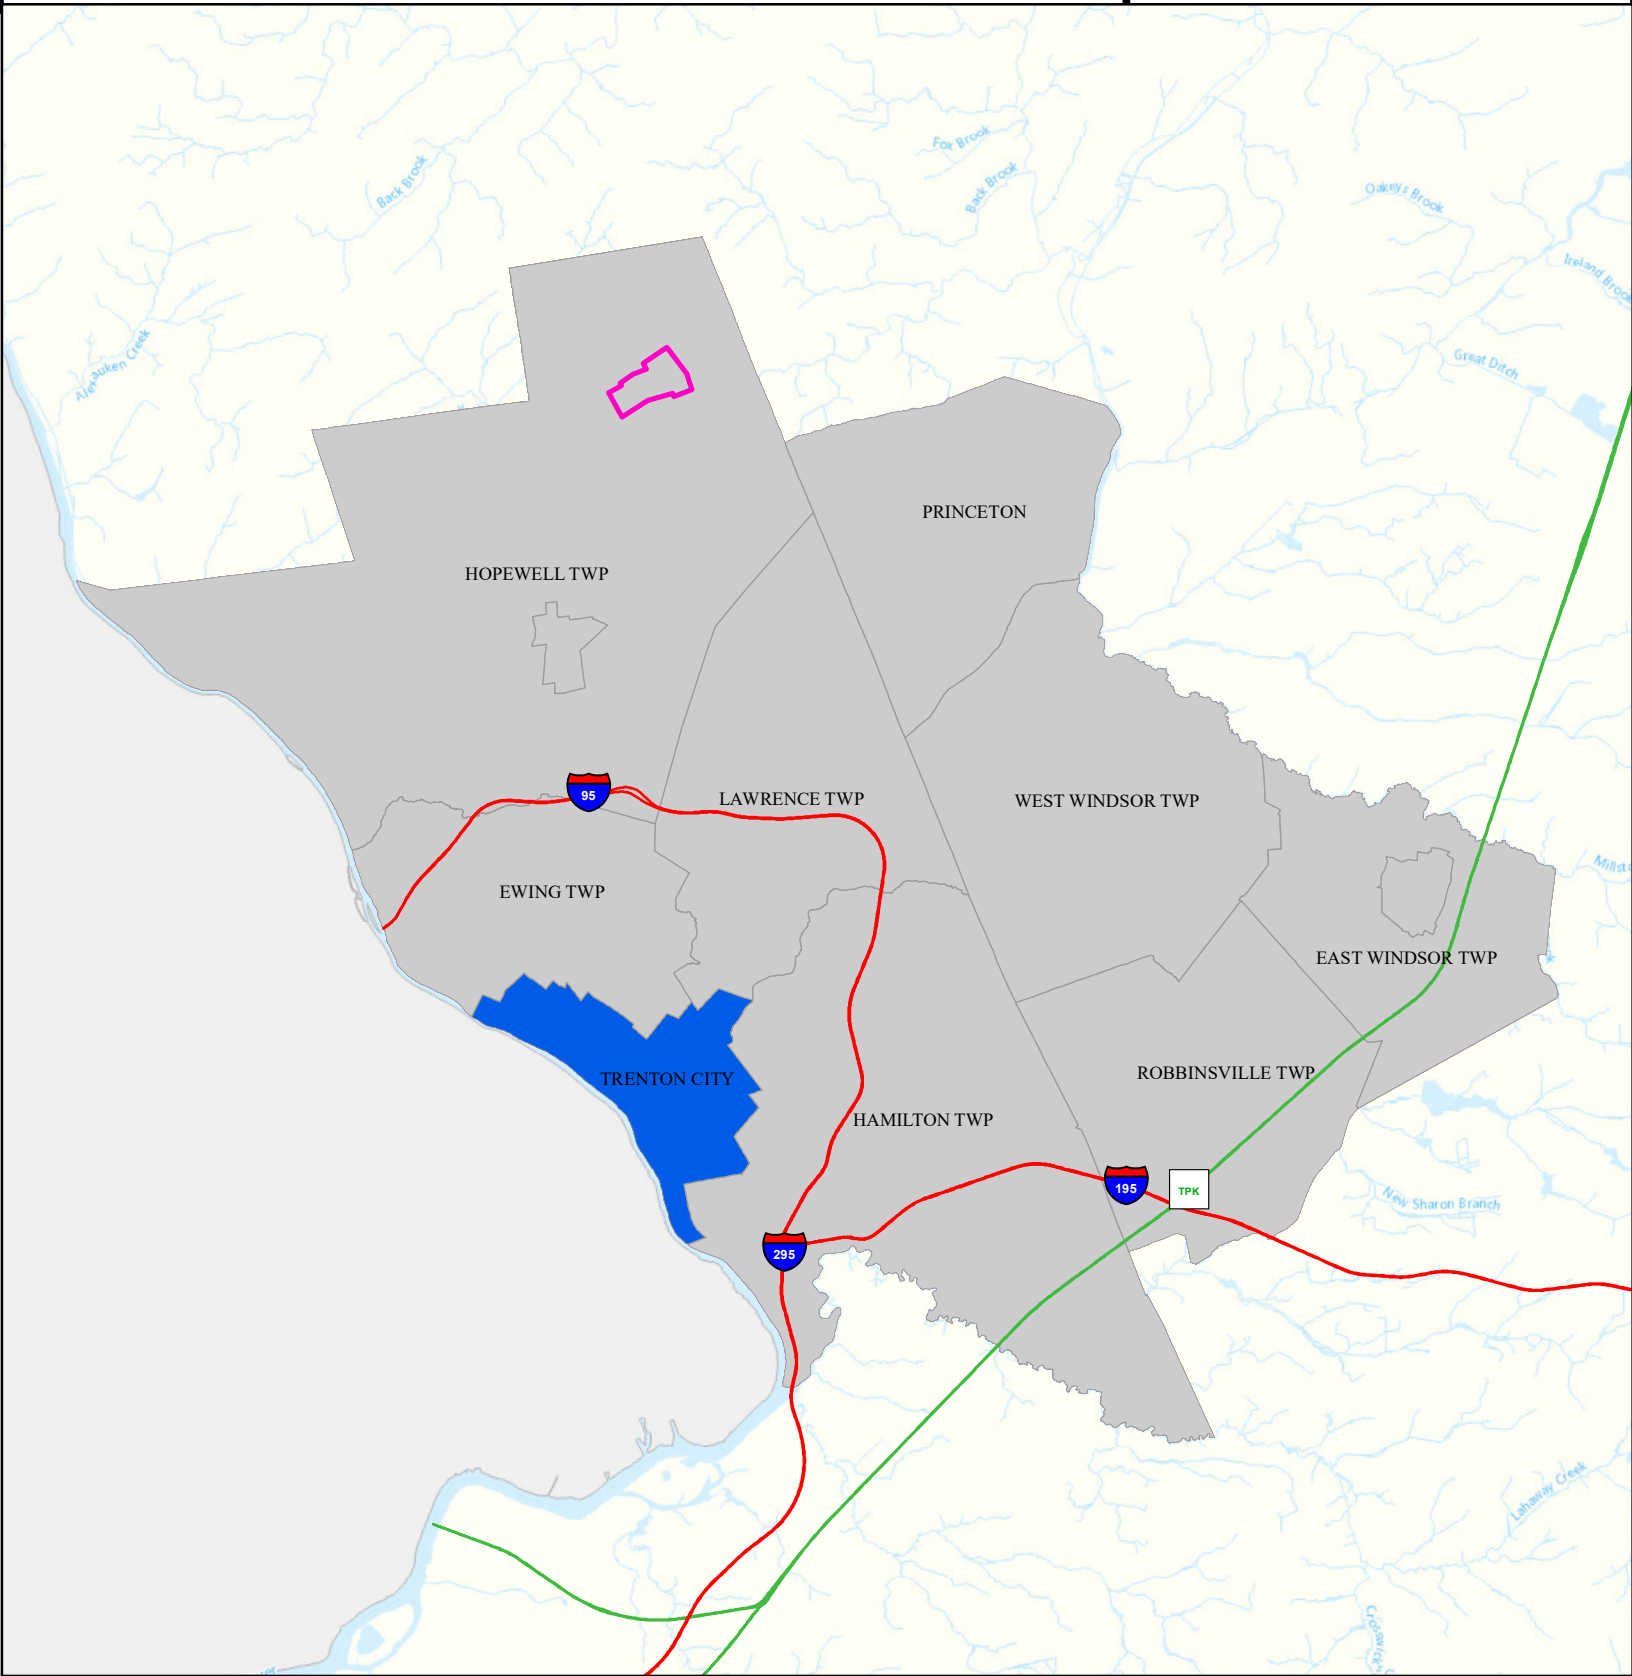 Fox Brook
Back Brook
Back Brook
Oakeys Brook
Ireland Brook
Alexauken Creek
Great Ditch
PRINCETON
HOPEWELL TWP
95
LAWRENCE TWP
WEST WINDSOR TWP
EWING TWP
EAST WINDSOR TWP
ROBBINSVILLE TWP
TRENTON CITY
HAMILTON TWP
195
TPK
New Sharon Branch
295
Lahaway Creek